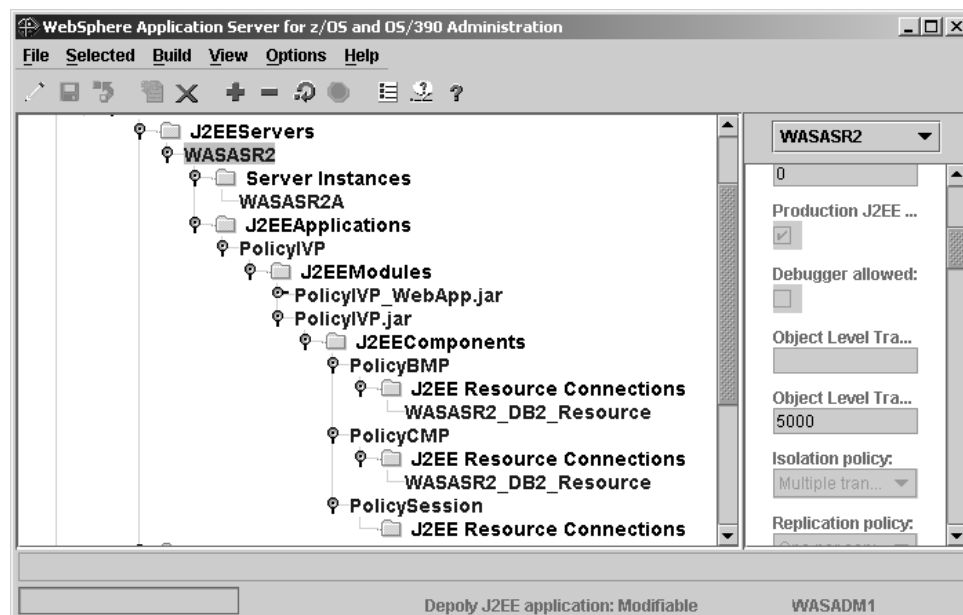 WebSphere Application Server for z/OS and OS/390 Administration
File Selected Build View Options Help
J2EEServers
WASASR2
Server Instances
WASASR2A
J2EEApplications
PolicyIVP
J2EEModules
PolicyIVP_WebApp.jar
PolicyIVP.jar
J2EEComponents
PolicyBMP
J2EE Resource Connections
WASASR2_DB2_Resource
PolicyCMP
J2EE Resource Connections
WASASR2_DB2_Resource
PolicySession
J2EE Resource Connections
WASASR2
0
Production J2EE ...
Debugger allowed:
Object Level Tra...
Object Level Tra...
5000
Isolation policy:
Multiple tran...
Replication policy:
Depoly J2EE application: Modifiable
WASADM1